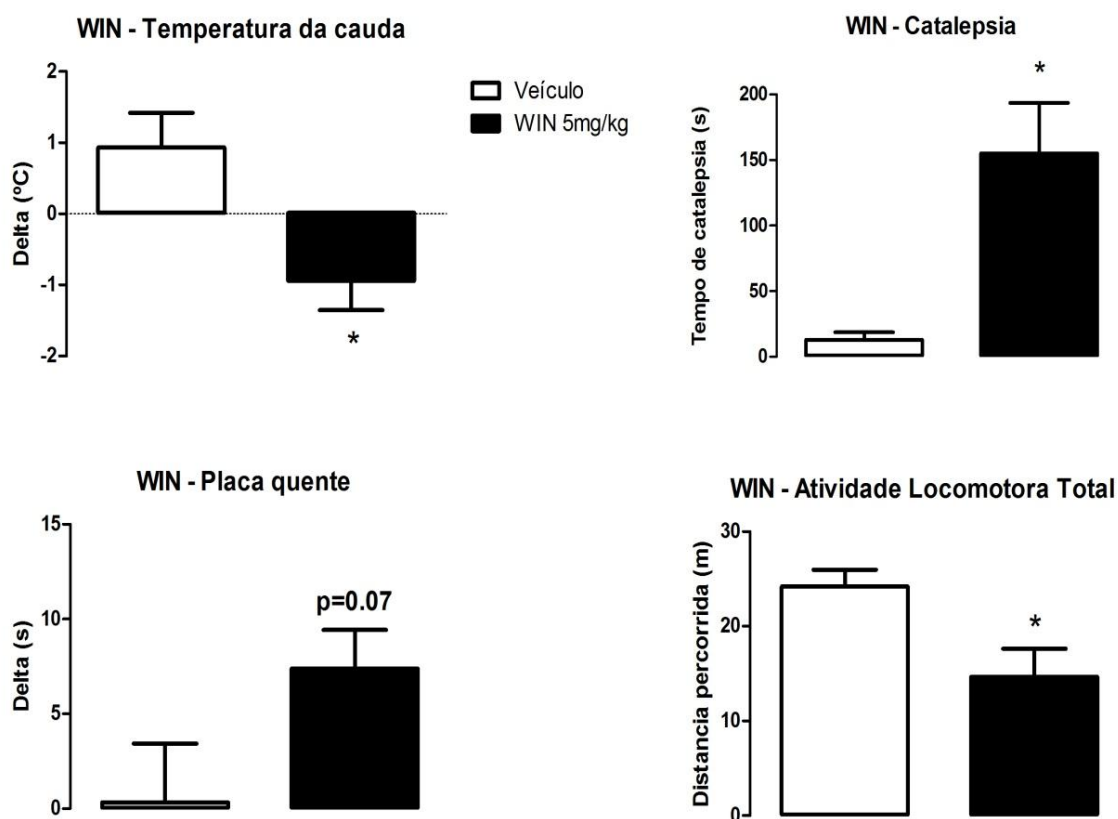 WIN - Temperatura da cauda
2
1
0
-1
-2
Delta (ºC)
*
Veículo
WIN 5mg/kg
WIN - Catalepsia
*
200
150
100
50
0
Tempo de catalepsia (s)
WIN - Placa quente
15
10
5
0
Delta (s)
p=0.07
WIN - Atividade Locomotora Total
30
20
10
0
Distancia percorrida (m)
*